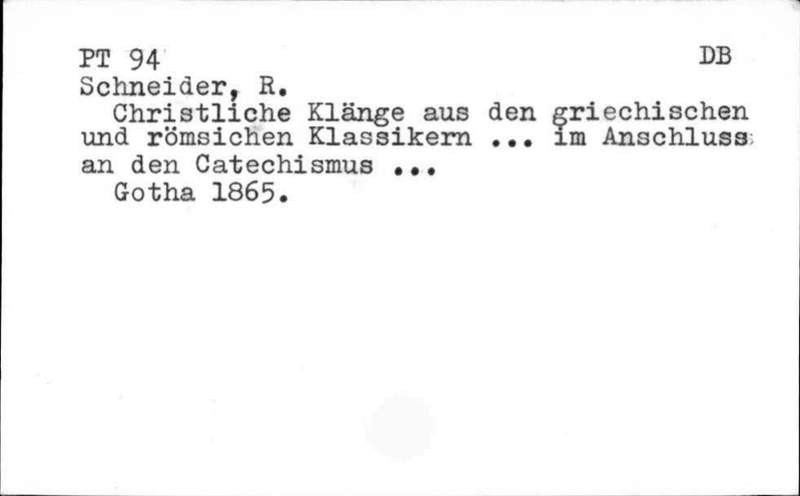 PT 94 DB
Schneider, R.
Christliche Klänge aus den griechischen
und römsichen Klassikern ... im Anschluss
an den Catechismus ...
Gotha 1865.